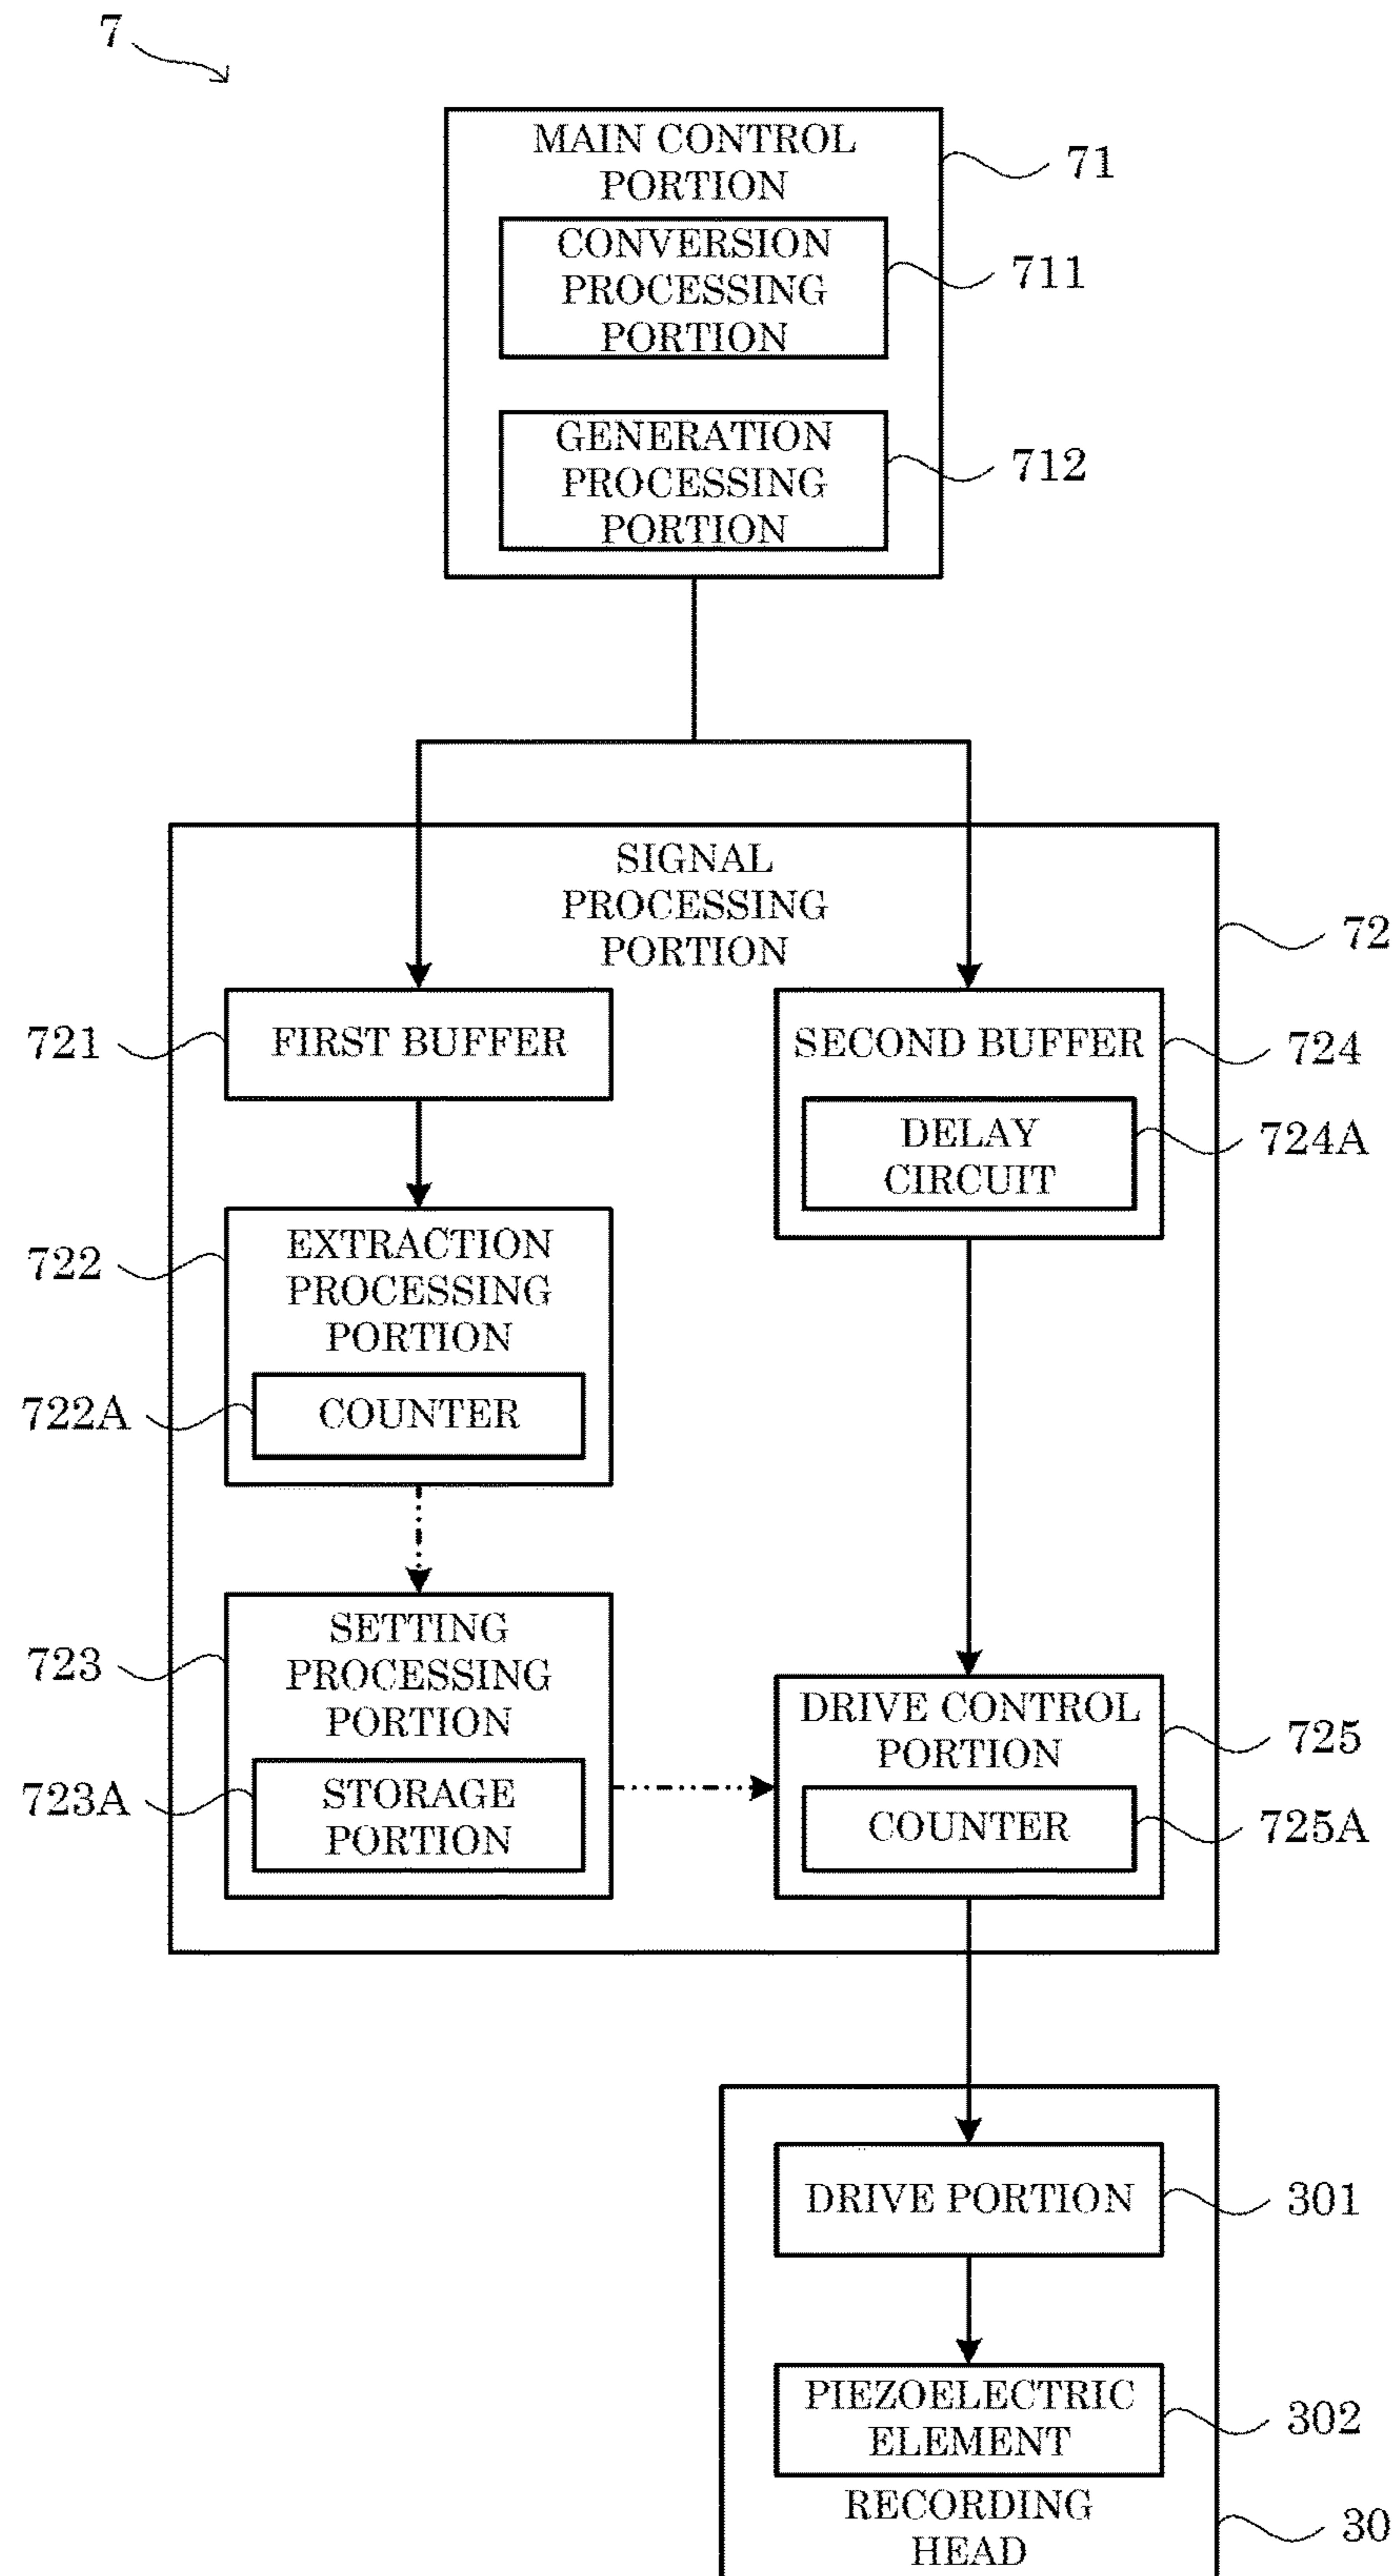 7
MAIN CONTROL
PORTION
71
CONVERSION
PROCESSING
PORTION
711
GENERATION
PROCESSING
PORTION
712
SIGNAL
PROCESSING
PORTION
72
721
FIRST BUFFER
SECOND BUFFER
724
DELAY
CIRCUIT
724A
722
EXTRACTION
PROCESSING
PORTION
722A
COUNTER
723
SETTING
PROCESSING
PORTION
723A
STORAGE
PORTION
DRIVE CONTROL
PORTION
725
COUNTER
725A
DRIVE PORTION
301
PIEZOELECTRIC
ELEMENT
302
RECORDING
HEAD
30